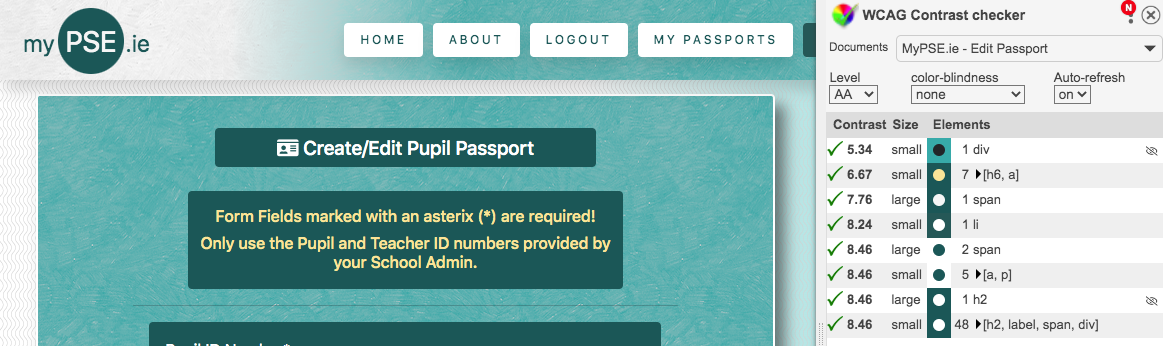 my PSE .ie
HOME ABOUT LOGOUT MY PASSPORTS
Create/Edit Pupil Passport
Form Fields marked with an asterix (*) are required!
Only use the Pupil and Teacher ID numbers provided by
your School Admin.
WCAG Contrast checker
N
Documents MyPSE.ie - Edit Passport
Level color-blindness Auto-refresh
AA none on
Contrast Size Elements
5.34 small 1 div
6.67 small 7 [h6, a]
7.76 large 1 span
8.24 small 1 li
8.46 large 2 span
8.46 small 5 [a, p]
8.46 large 1 h2
8.46 small 48 [h2, label, span, div]